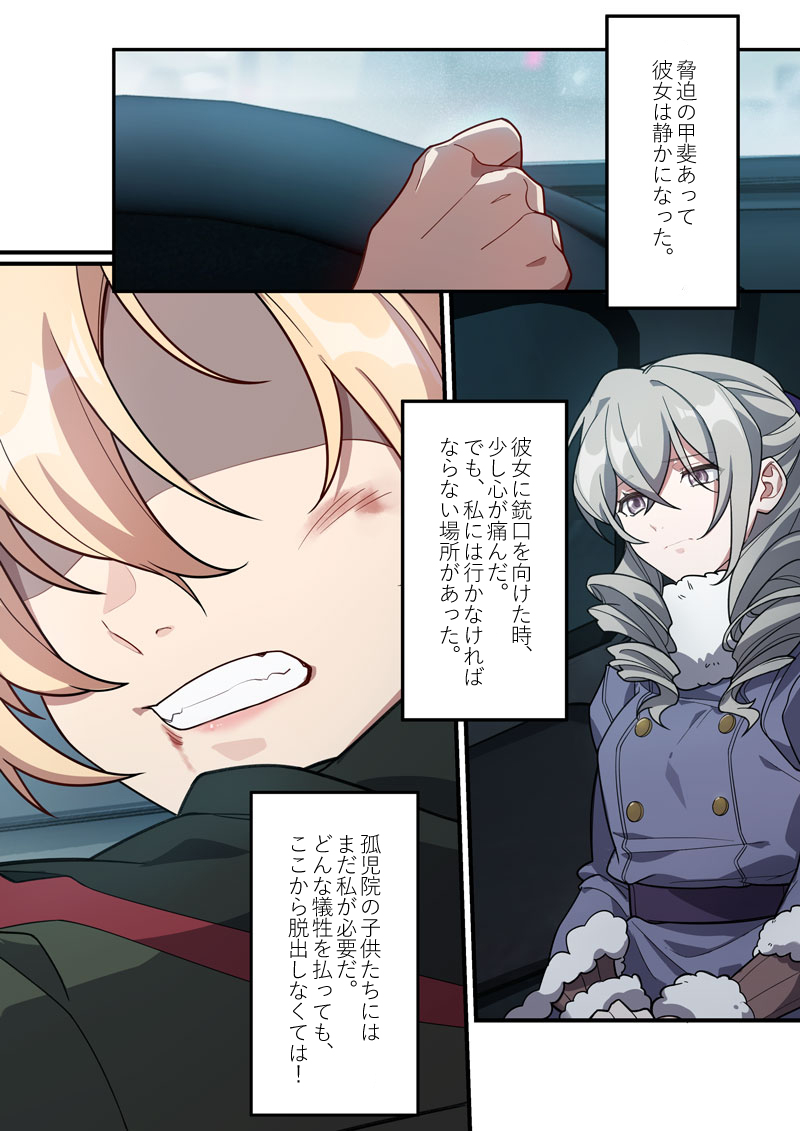 脅迫の甲斐あって
彼女は静かになった。
彼女に銃口を向けた時、
少し心が痛んだ。
でも、私には行かなければ
ならない場所があった。
孤児院の子供たちには
まだ私が必要だ。
どんな犠牲を払っても、
ここから脱出しなくては！